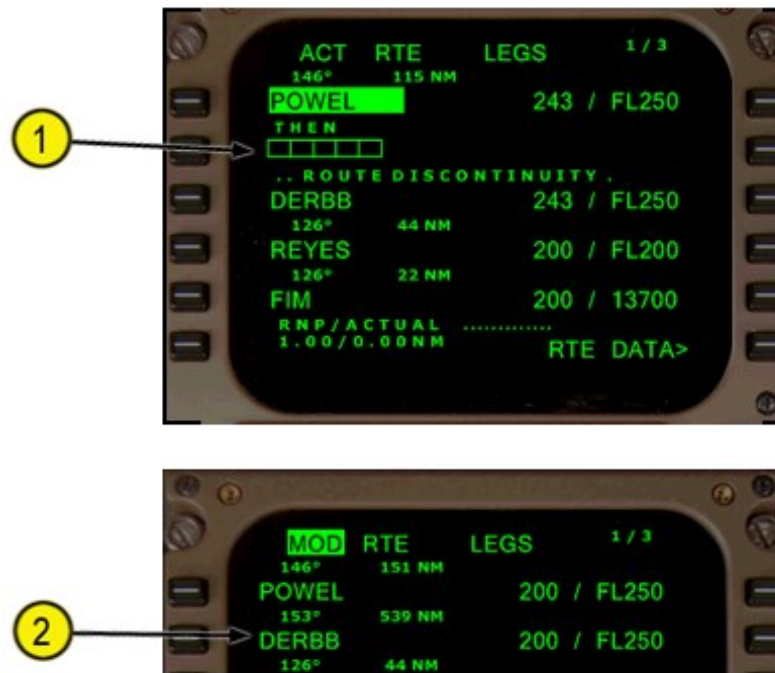 ACT RTE LEGS 1 / 3
146° 115 NM
POWEL 243 / FL250
THEN
1
□□□□□
.. ROUTE DISCONTINUITY .
DERBB 243 / FL250
126° 44 NM
REYES 200 / FL200
126° 22 NM
FIM 200 / 13700
RNP/ACTUAL .............
1.00/0.00NM RTE DATA>
MOD RTE LEGS 1 / 3
146° 151 NM
POWEL 200 / FL250
153° 539 NM
2
DERBB 200 / FL250
126° 44 NM